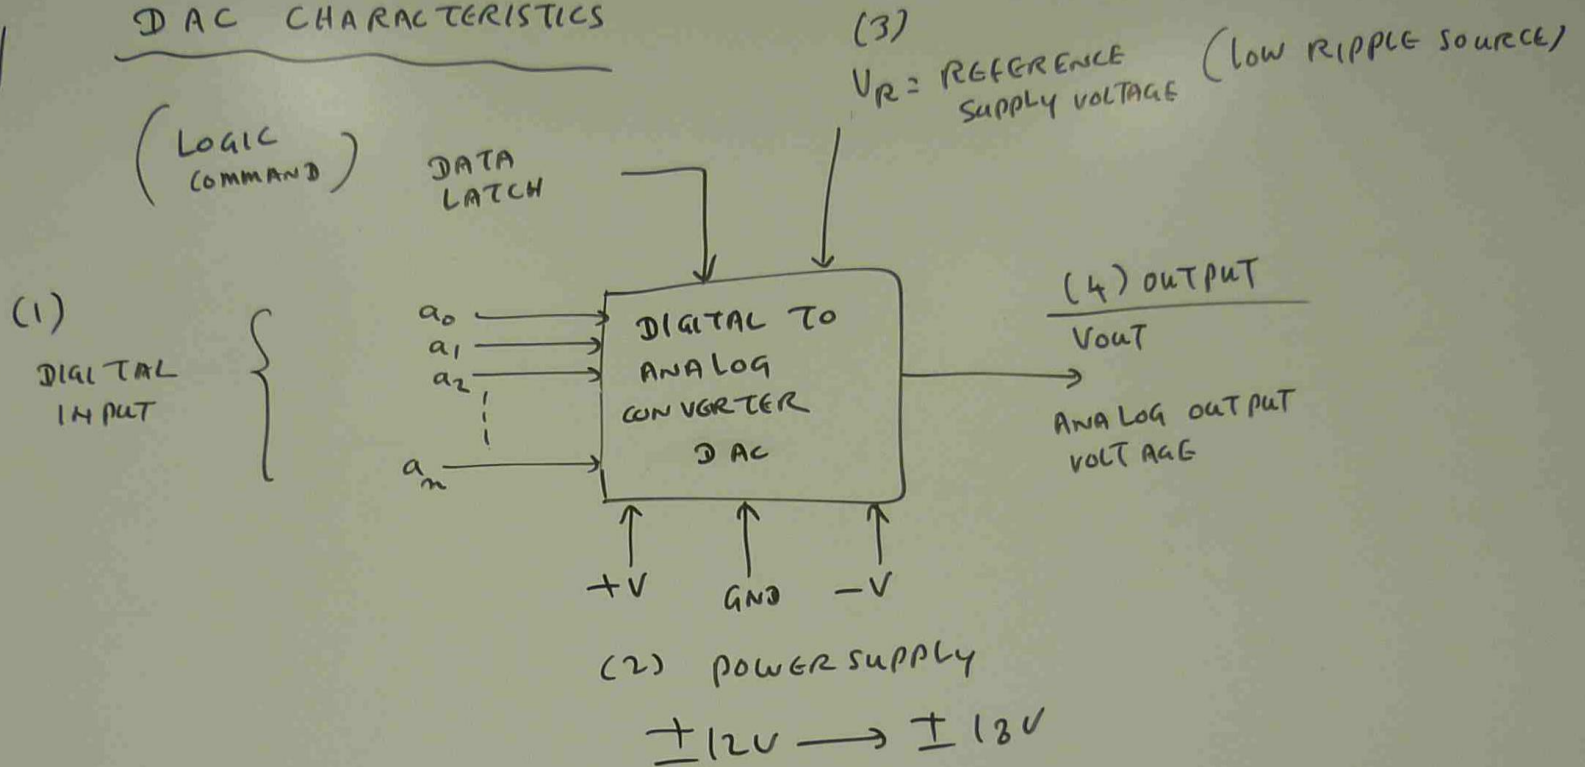 DAC CHARACTERISTICS
(3)
VR = REFERENCE
SUPPLY VOLTAGE
(LOW RIPPLE SOURCE)
(LOGIC
COMMAND)
DATA
LATCH
(1)
DIGITAL
INPUT
a0
a1
a2
an
DIGITAL TO
ANALOG
CONVERTER
DAC
(4) OUTPUT
VOUT
ANALOG OUTPUT
VOLTAGE
+V GND -V
(2) POWER SUPPLY
±12V → ±18V